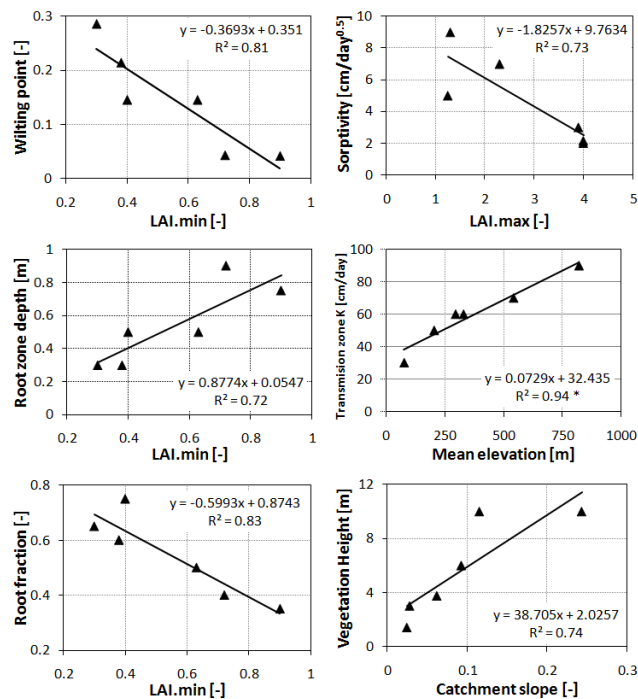 y = -0.3693x + 0.351
R² = 0.81
0.3
0.2
0.1
0
0.2
0.4
0.6
0.8
1
Wilting point [-]
LAI.min [-]
y = -1.8257x + 9.7634
R² = 0.73
10
8
6
4
2
0
0
1
2
3
4
5
Sorptivity [cm/day^0.5]
LAI.max [-]
1
0.8
0.6
0.4
0.2
0
0.2
0.4
0.6
0.8
1
Root zone depth [m]
y = 0.8774x + 0.0547
R² = 0.72
LAI.min [-]
100
80
60
40
20
0
0
250
500
750
1000
Transmision zone K [cm/day]
y = 0.0729x + 32.435
R² = 0.94 *
Mean elevation [m]
0.8
0.6
0.4
0.2
0.2
0.4
0.6
0.8
1
Root fraction [-]
y = -0.5993x + 0.8743
R² = 0.83
LAI.min [-]
12
8
4
0
0
0.1
0.2
0.3
Vegetation Height [m]
y = 38.705x + 2.0257
R² = 0.74
Catchment slope [-]